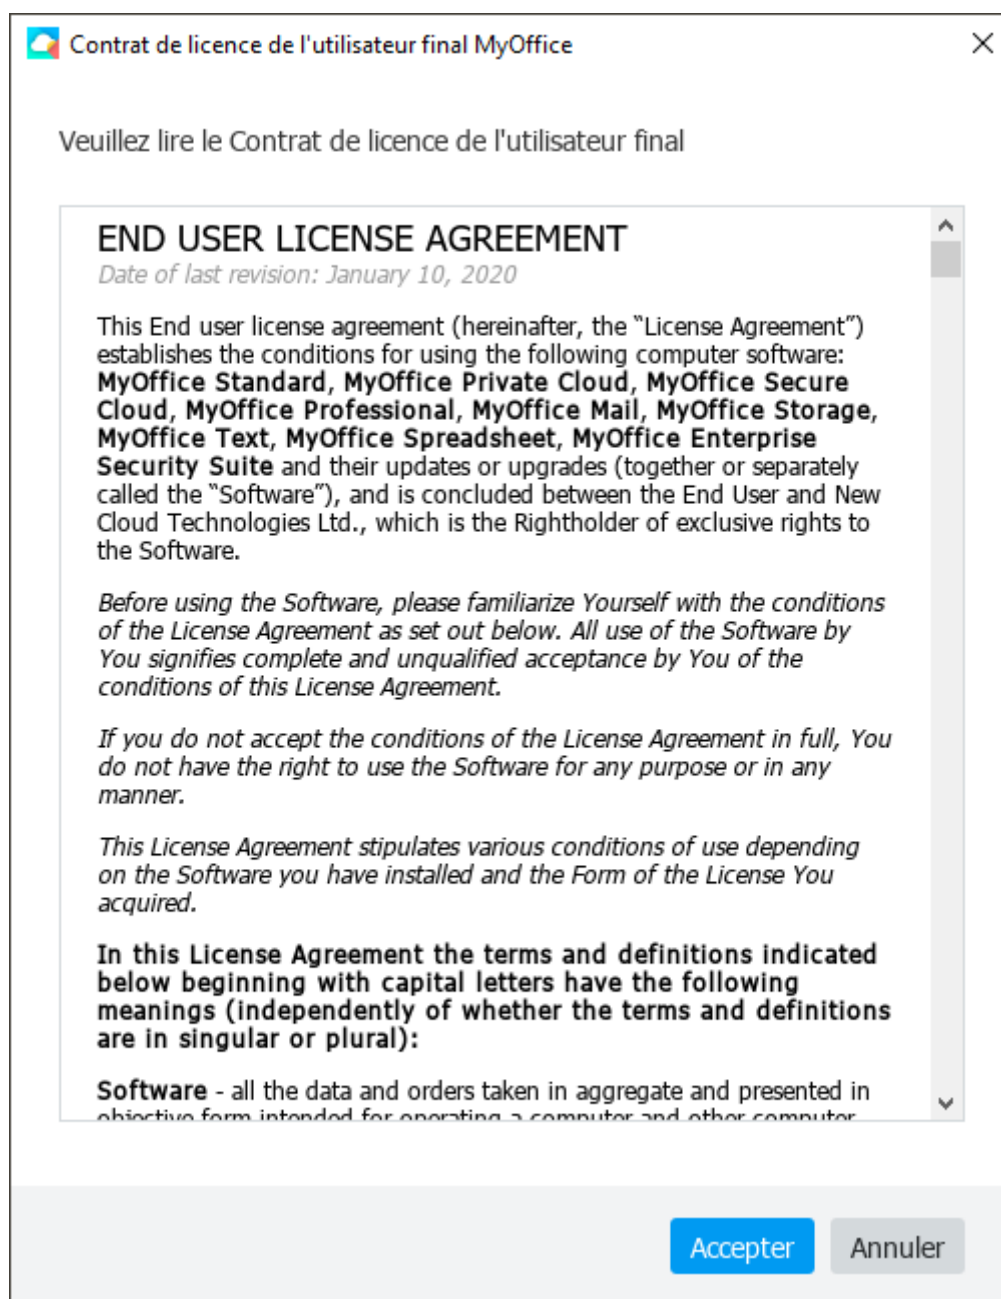 Contrat de licence de l'utilisateur final MyOffice
Veuillez lire le Contrat de licence de l'utilisateur final
END USER LICENSE AGREEMENT
Date of last revision: January 10, 2020
This End user license agreement (hereinafter, the “License Agreement”)
establishes the conditions for using the following computer software:
MyOffice Standard, MyOffice Private Cloud, MyOffice Secure
Cloud, MyOffice Professional, MyOffice Mail, MyOffice Storage,
MyOffice Text, MyOffice Spreadsheet, MyOffice Enterprise
Security Suite and their updates or upgrades (together or separately
called the “Software”), and is concluded between the End User and New
Cloud Technologies Ltd., which is the Rightholder of exclusive rights to
the Software.
Before using the Software, please familiarize Yourself with the conditions
of the License Agreement as set out below. All use of the Software by
You signifies complete and unqualified acceptance by You of the
conditions of this License Agreement.
If you do not accept the conditions of the License Agreement in full, You
do not have the right to use the Software for any purpose or in any
manner.
This License Agreement stipulates various conditions of use depending
on the Software you have installed and the Form of the License You
acquired.
In this License Agreement the terms and definitions indicated
below beginning with capital letters have the following
meanings (independently of whether the terms and definitions
are in singular or plural):
Software - all the data and orders taken in aggregate and presented in
objective form intended for operating a computer and other computer
Accepter
Annuler